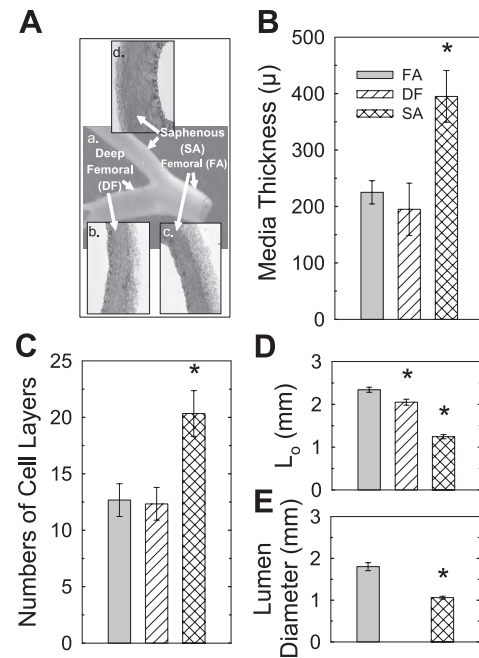 A
d.
a.
Saphenous
(SA)
Femoral (FA)
Deep
Femoral
(DF)
b.
c.
B
Media Thickness (µ)
500
400
300
200
100
0
FA
DF
SA
*
C
Numbers of Cell Layers
25
20
15
10
5
0
*
D
L₀ (mm)
3
2
1
0
*
*
E
Lumen
Diameter (mm)
3
2
1
0
*